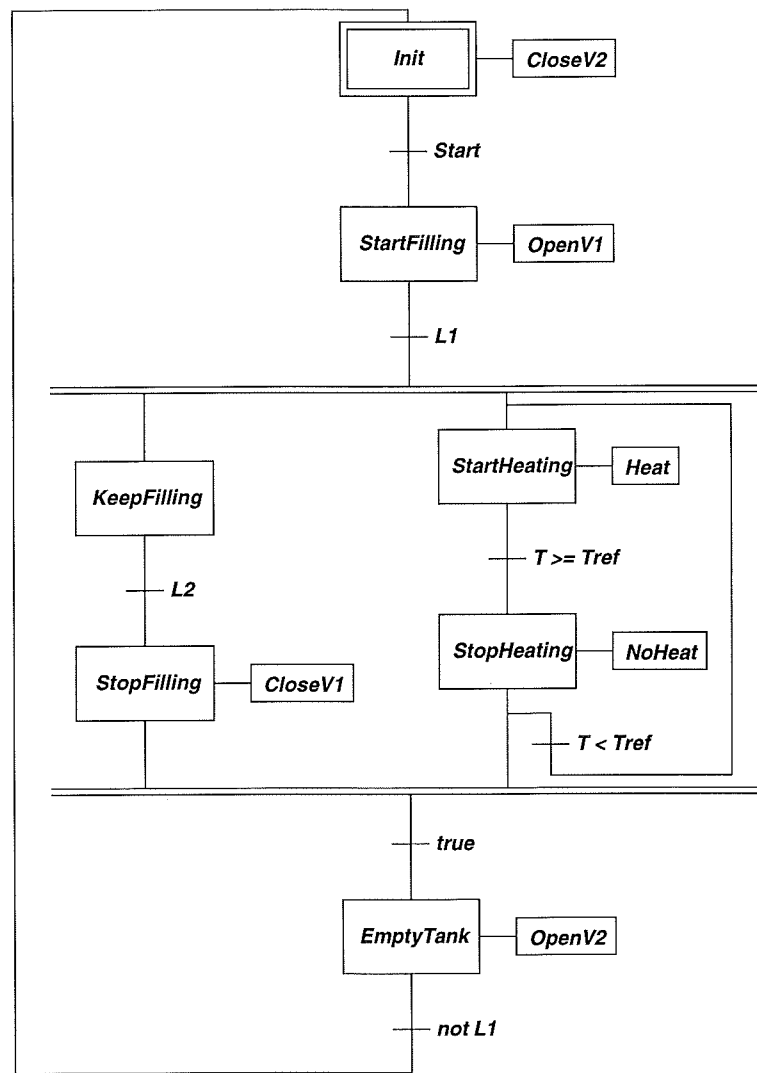 Init
CloseV2
Start
StartFilling
OpenV1
L1
StartHeating
Heat
KeepFilling
T >= Tref
L2
StopHeating
NoHeat
StopFilling
CloseV1
T < Tref
true
EmptyTank
OpenV2
not L1